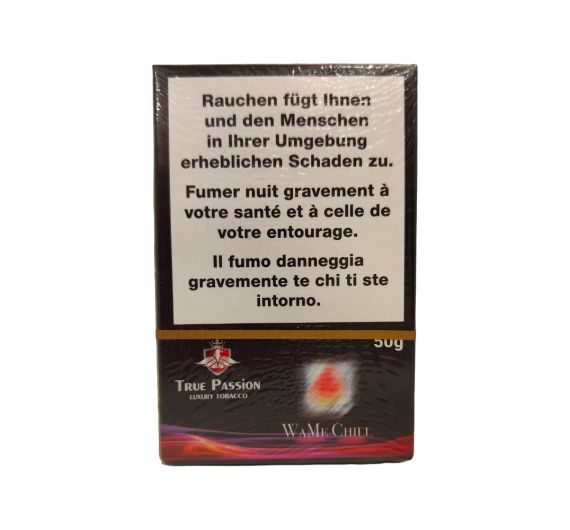 Rauchen fügt Ihnen
und den Menschen
in Ihrer Umgebung
erheblichen Schaden zu.
Fumer nuit gravement à
votre santé et à celle de
votre entourage.
Il fumo danneggia
gravemente te chi ti ste
intorno.
50g
TRUE PASSION
LUXURY TOBACCO
WAME CHILL